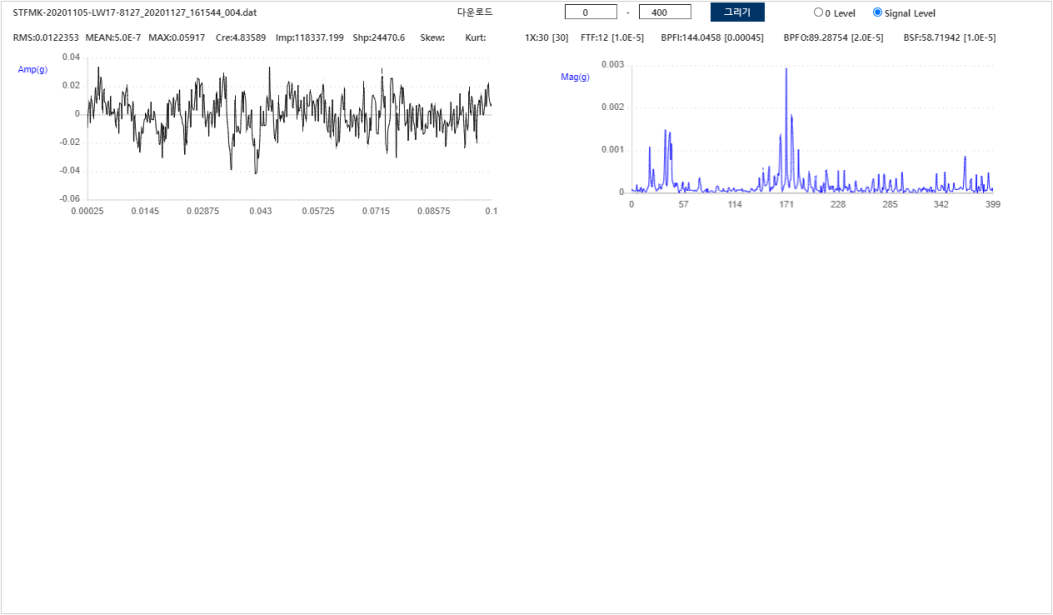 STFMK-20201105-LW17-8127_20201127_161544_004.dat 다운로드 0 - 400 그리기 0 Level Signal Level
RMS:0.0122353 MEAN:5.0E-7 MAX:0.05917 Cre:4.83589 Imp:118337.199 Shp:24470.6 Skew: Kurt: 1X:30 [30] FTF:12 [1.0E-5] BPFI:144.0458 [0.00045] BPFO:89.28754 [2.0E-5] BSF:58.71942 [1.0E-5]
Amp(g)
0.04
0.02
0
-0.02
-0.04
-0.06
0.00025 0.0145 0.02875 0.043 0.05725 0.0715 0.08575 0.1
Mag(g)
0.003
0.002
0.001
0
0 57 114 171 228 285 342 399